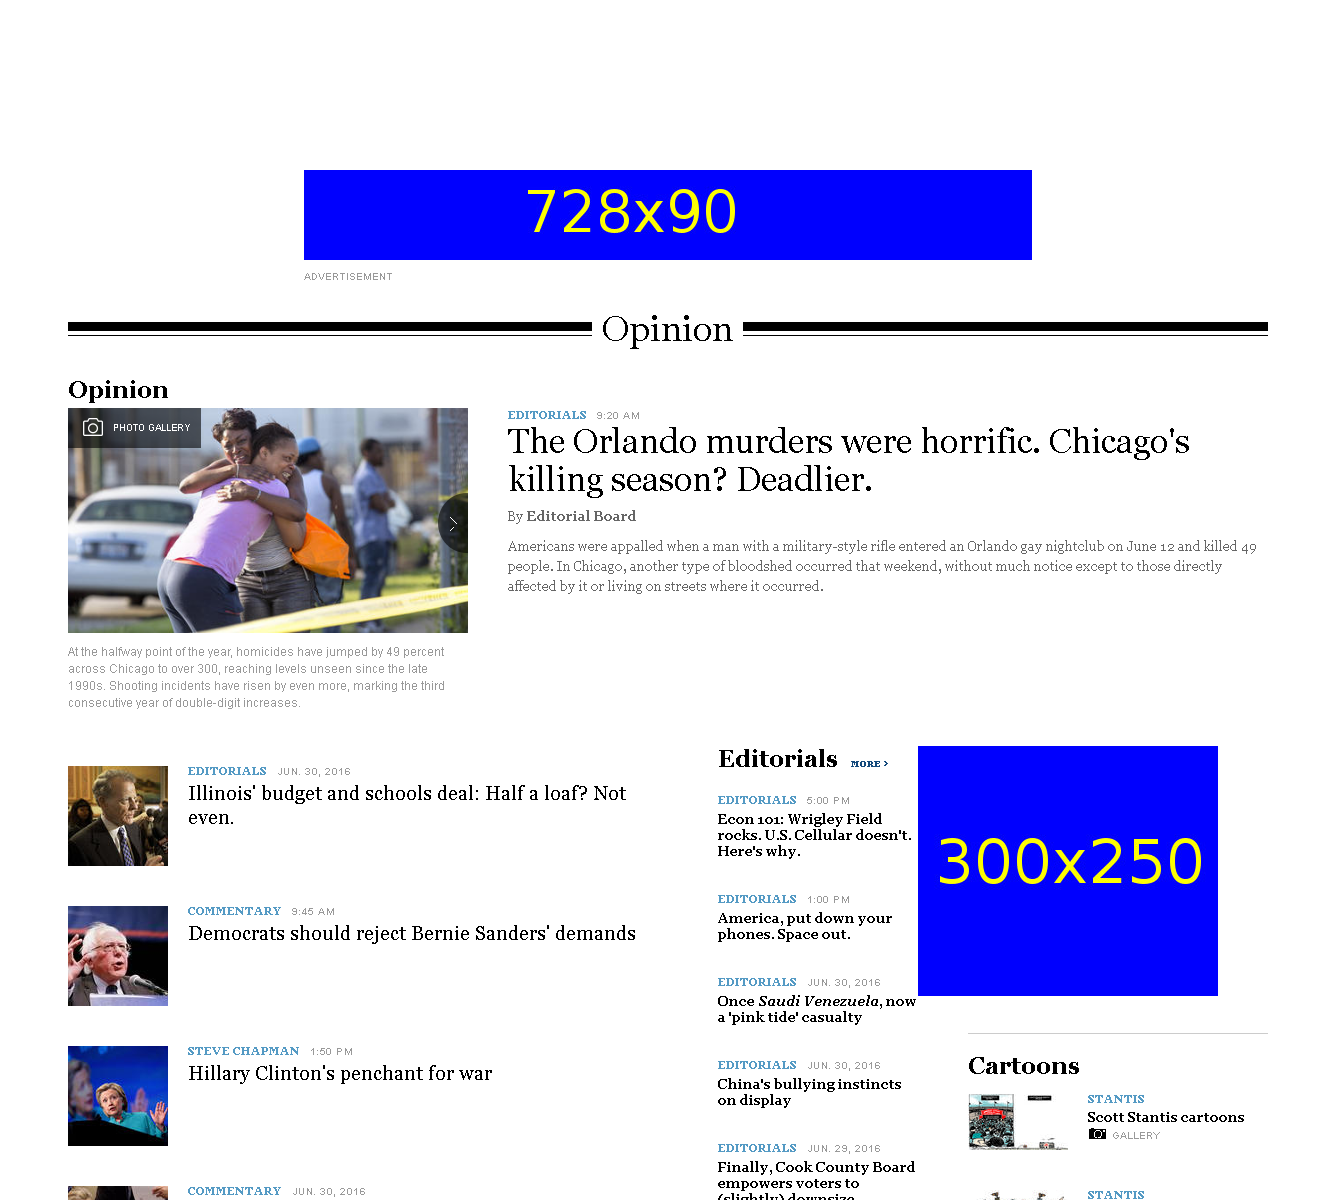 728x90
ADVERTISEMENT
Opinion
Opinion
PHOTO GALLERY
At the halfway point of the year, homicides have jumped by 49 percent
across Chicago to over 300, reaching levels unseen since the late
1990s. Shooting incidents have risen by even more, marking the third
consecutive year of double-digit increases.
EDITORIALS 9:20 AM
The Orlando murders were horrific. Chicago's
killing season? Deadlier.
By Editorial Board
Americans were appalled when a man with a military-style rifle entered an Orlando gay nightclub on June 12 and killed 49
people. In Chicago, another type of bloodshed occurred that weekend, without much notice except to those directly
affected by it or living on streets where it occurred.
EDITORIALS JUN. 30, 2016
Illinois' budget and schools deal: Half a loaf? Not
even.
COMMENTARY 9:45 AM
Democrats should reject Bernie Sanders' demands
STEVE CHAPMAN 1:50 PM
Hillary Clinton's penchant for war
COMMENTARY JUN. 30, 2016
Editorials MORE >
EDITORIALS 5:00 PM
Econ 101: Wrigley Field
rocks. U.S. Cellular doesn't.
Here's why.
EDITORIALS 1:00 PM
America, put down your
phones. Space out.
EDITORIALS JUN. 30, 2016
Once Saudi Venezuela, now
a 'pink tide' casualty
EDITORIALS JUN. 30, 2016
China's bullying instincts
on display
EDITORIALS JUN. 29, 2016
Finally, Cook County Board
empowers voters to
(slightly) downsize
300x250
Cartoons
STANTIS
Scott Stantis cartoons
GALLERY
STANTIS